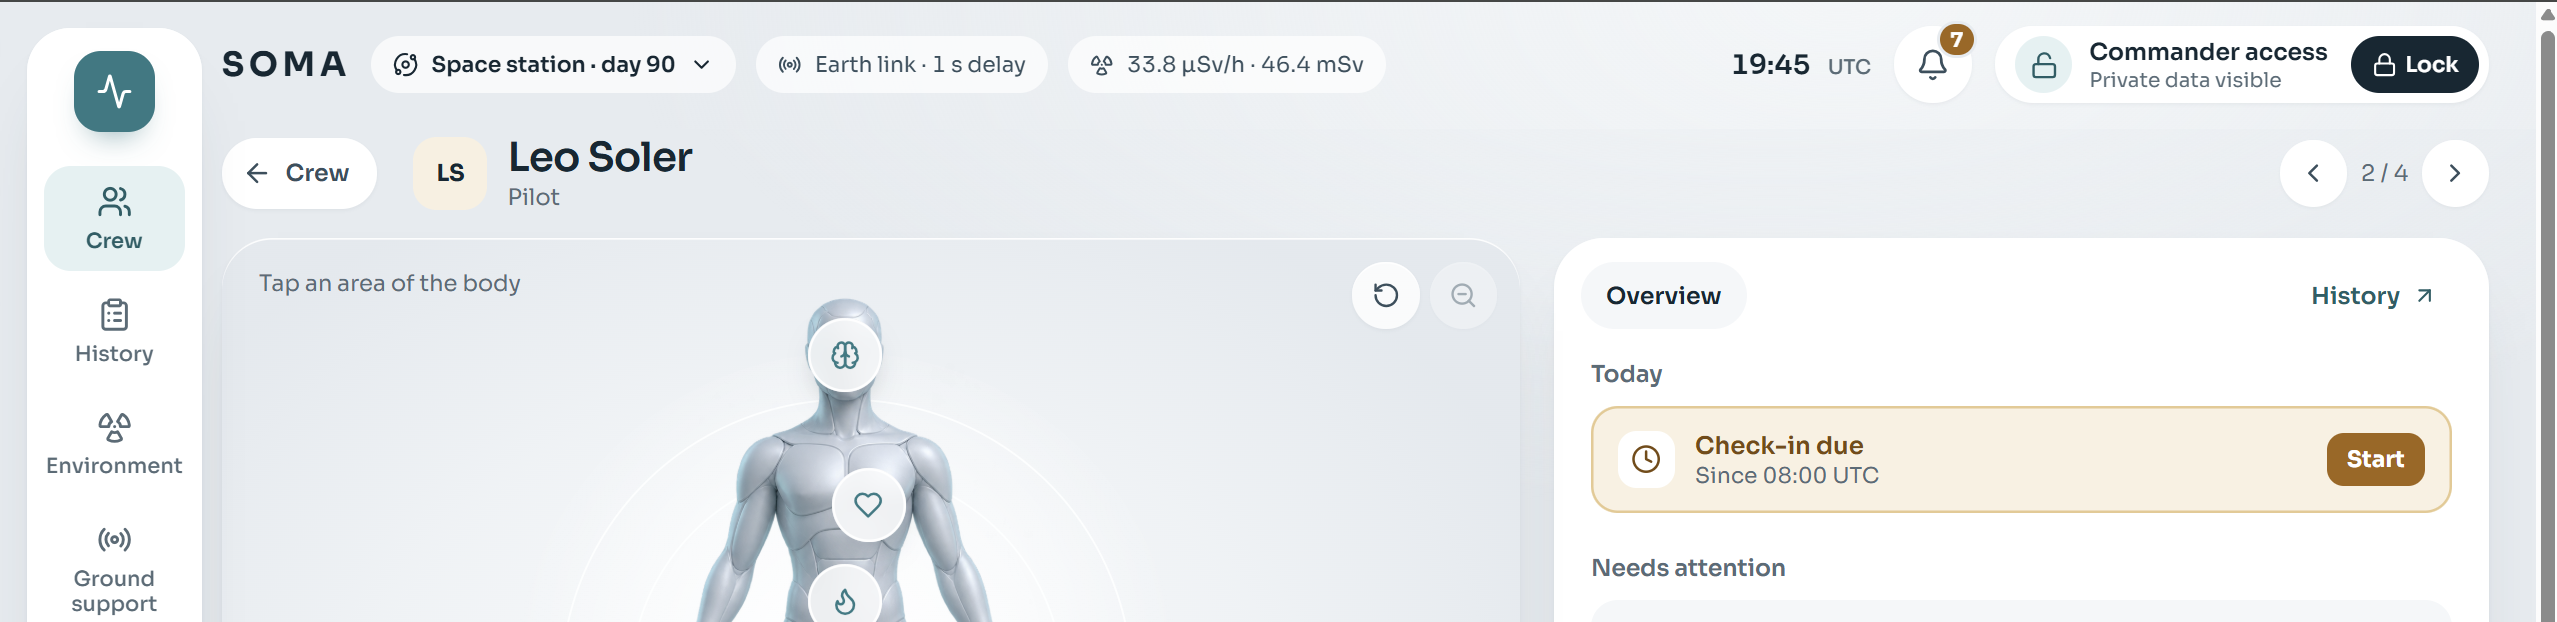 SOMA
Space station · day 90
Earth link · 1 s delay
33.8 μSv/h · 46.4 mSv
19:45 UTC
7
Commander access
Private data visible
Lock
Crew
History
Environment
Ground
support
Crew
LS
Leo Soler
Pilot
2 / 4
Tap an area of the body
Overview
History
Today
Check-in due
Since 08:00 UTC
Start
Needs attention